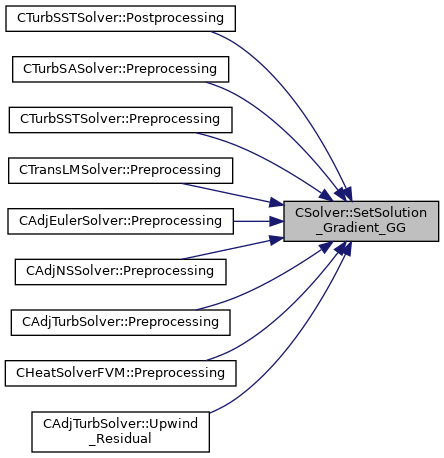 CTurbSSTSolver::Postprocessing
CTurbSASolver::Preprocessing
CTurbSSTSolver::Preprocessing
CTransLMSolver::Preprocessing
CAdjEulerSolver::Preprocessing
CAdjNSSolver::Preprocessing
CAdjTurbSolver::Preprocessing
CHeatSolverFVM::Preprocessing
CAdjTurbSolver::Upwind
_Residual
CSolver::SetSolution
_Gradient_GG